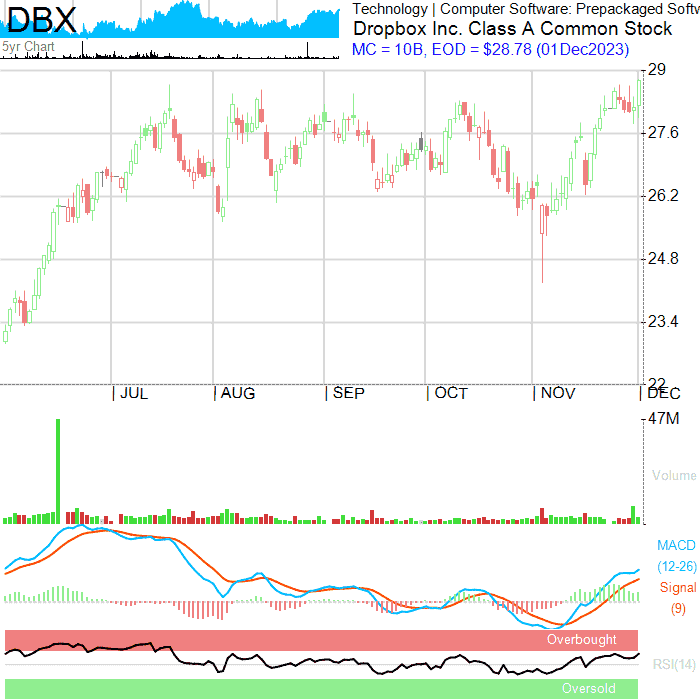 DBX
5yr Chart
Technology | Computer Software: Prepackaged Softw
Dropbox Inc. Class A Common Stock
MC = 10B, EOD = $28.78 (01Dec2023)
29
27.6
26.2
24.8
23.4
22
JUL
AUG
SEP
OCT
NOV
DEC
47M
Volume
MACD
(12-26)
Signal
(9)
Overbought
RSI(14)
Oversold